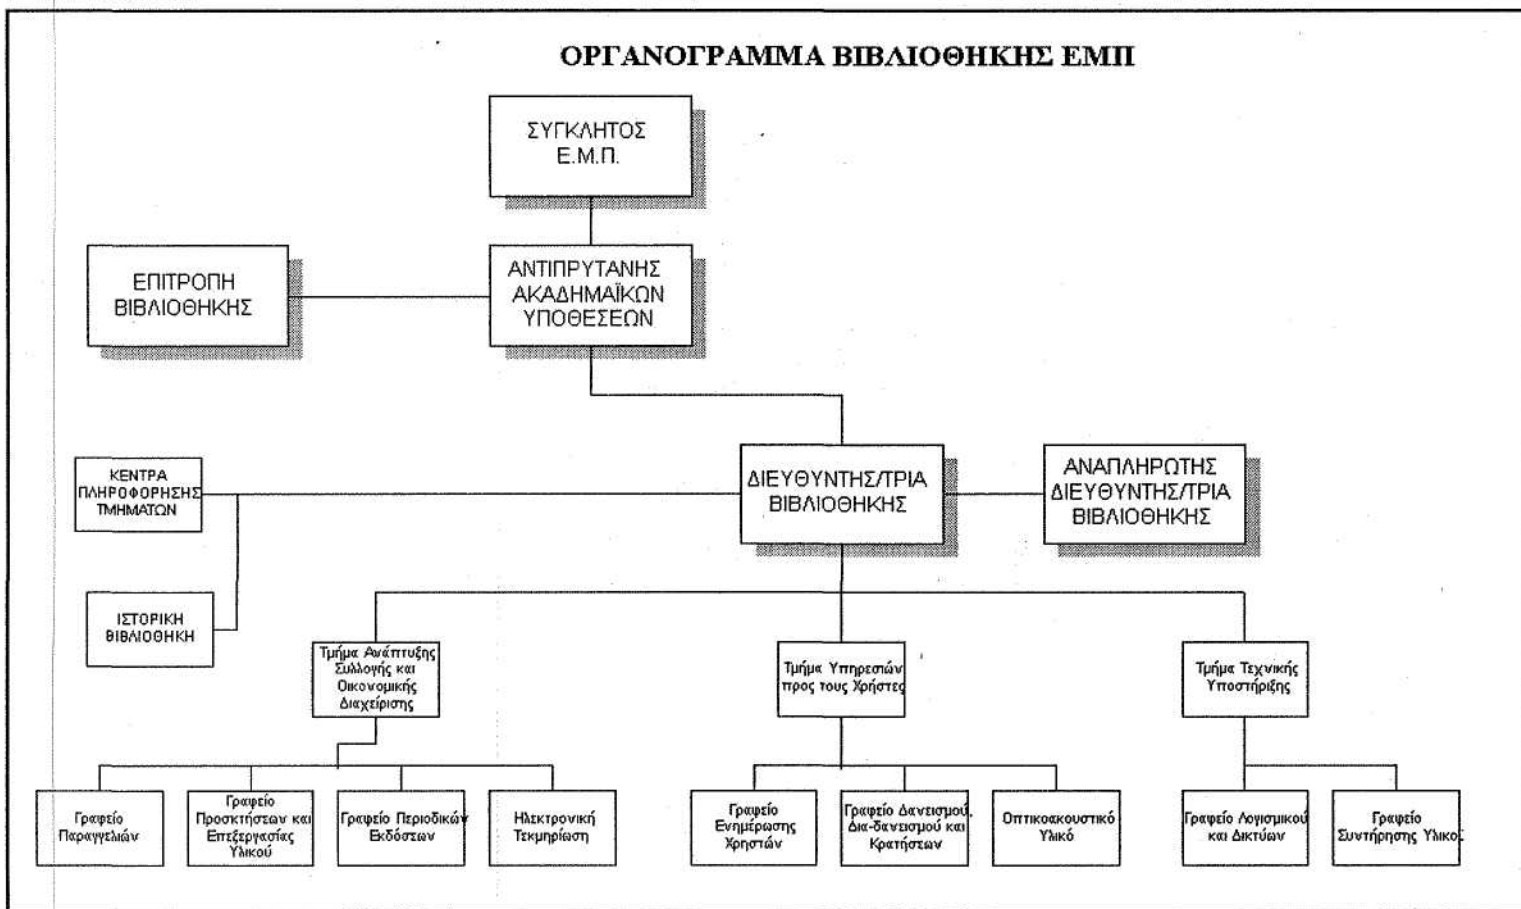 ΟΡΓΑΝΟΓΡΑΜΜΑ ΒΙΒΛΙΟΘΗΚΗΣ ΕΜΠ
ΣΥΓΚΛΗΤΟΣ
Ε.Μ.Π.
ΕΠΙΤΡΟΠΗ
ΒΙΒΛΙΟΘΗΚΗΣ
ΑΝΤΙΠΡΥΤΑΝΗΣ
ΑΚΑΔΗΜΑΪΚΩΝ
ΥΠΟΘΕΣΕΩΝ
ΚΕΝΤΡΑ
ΠΛΗΡΟΦΟΡΗΣΗΣ
ΤΜΗΜΑΤΩΝ
ΔΙΕΥΘΥΝΤΗΣ/ΤΡΙΑ
ΒΙΒΛΙΟΘΗΚΗΣ
ΑΝΑΠΛΗΡΩΤΗΣ
ΔΙΕΥΘΥΝΤΗΣ/ΤΡΙΑ
ΒΙΒΛΙΟΘΗΚΗΣ
ΙΣΤΟΡΙΚΗ
ΒΙΒΛΙΟΘΗΚΗ
Τμήμα Ανάπτυξης
Συλλογής και
Οικονομικής
Διαχείρισης
Τμήμα Υπηρεσιών
προς τους Χρήστες
Τμήμα Τεχνικής
Υποστήριξης
Γραφείο
Παραγγελιών
Γραφείο
Προσκτήσεων και
Επεξεργασίας
Υλικού
Γραφείο Περιοδικών
Εκδόστων
Ηλεκτρονική
Τεκμηρίωση
Γραφείο
Ενημέρωσης
Χρηστών
Γραφείο Δανεισμού,
Δια-δανεισμού και
Κρατήστων
Οπτικοακουστικό
Υλικό
Γραφείο Λογισμικού
και Δικτύων
Γραφείο
Συντήρησης Υλικού